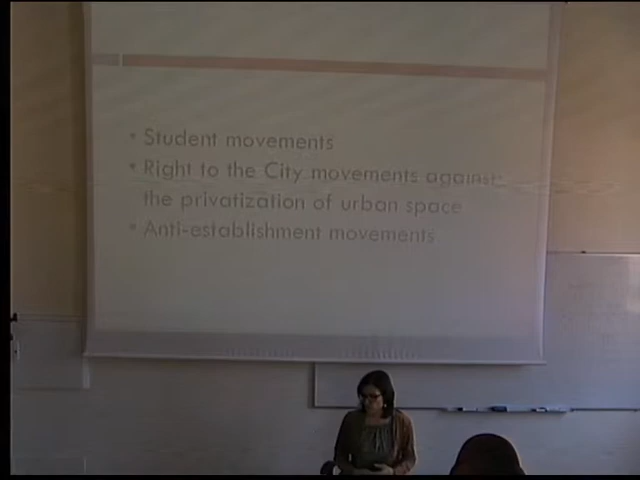 • Student movements
• Right to the City movements against
the privatization of urban space
• Anti-establishment movements